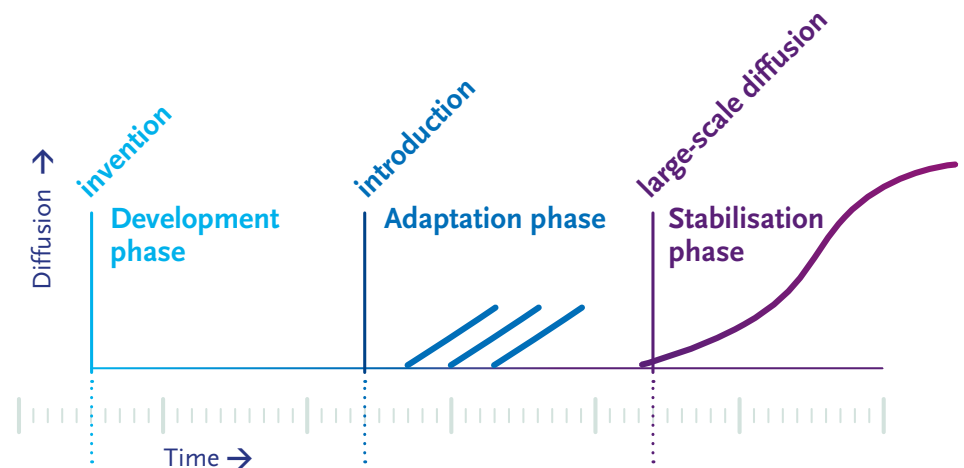 invention
introduction
large-scale diffusion
Diffusion →
Development
phase
Adaptation phase
Stabilisation
phase
Time →